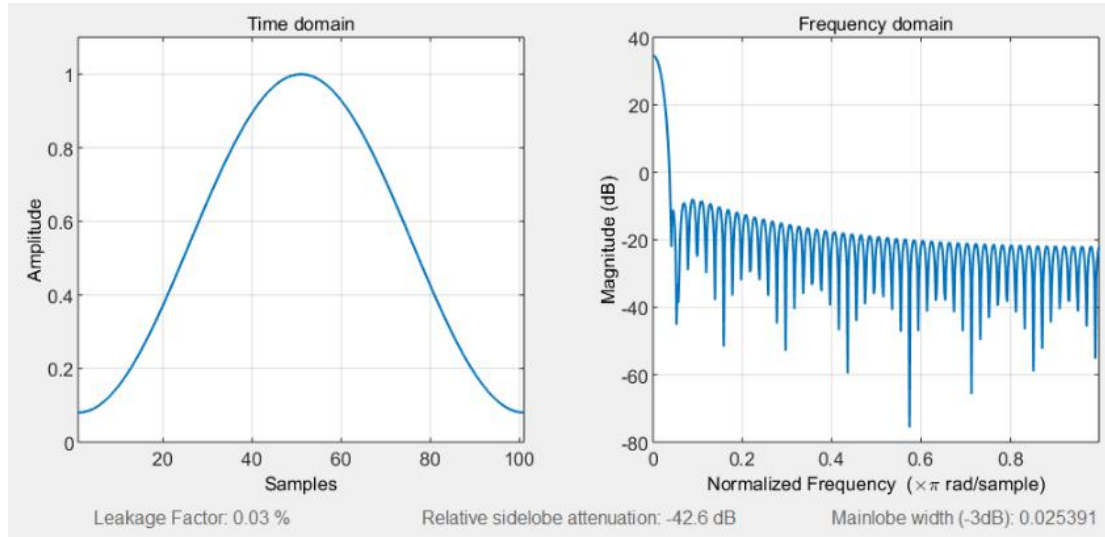 Time domain
Amplitude
1
0.8
0.6
0.4
0.2
0
20
40
60
80
100
Samples
Frequency domain
Magnitude (dB)
40
20
0
-20
-40
-60
-80
0
0.2
0.4
0.6
0.8
Normalized Frequency (×π rad/sample)
Leakage Factor: 0.03 %
Relative sidelobe attenuation: -42.6 dB
Mainlobe width (-3dB): 0.025391